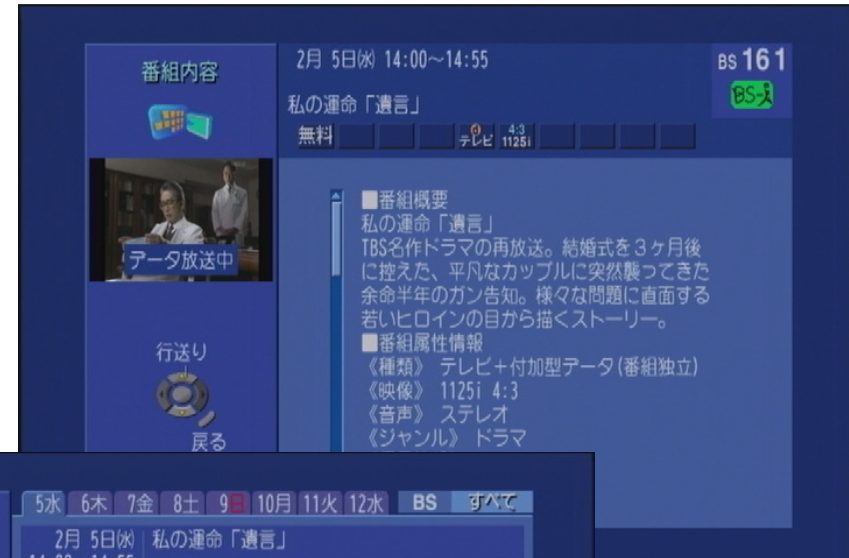 番組内容
2月 5日(水) 14:00～14:55
BS 161
BS-i
私の運命「遺言」
無料
テレビ
4:3
1125i
データ放送中
■番組概要
私の運命「遺言」
TBS名作ドラマの再放送。結婚式を３ヶ月後
に控えた、平凡なカップルに突然襲ってきた
余命半年のガン告知。様々な問題に直面する
若いヒロインの目から描くストーリー。
■番組属性情報
《種類》 テレビ＋付加型データ(番組独立)
《映像》 1125i 4:3
《音声》 ステレオ
《ジャンル》 ドラマ
行送り
戻る
5水 6木 7金 8土 9日 10月 11火 12水 BS すべて
2月 5日(水) 私の運命「遺言」